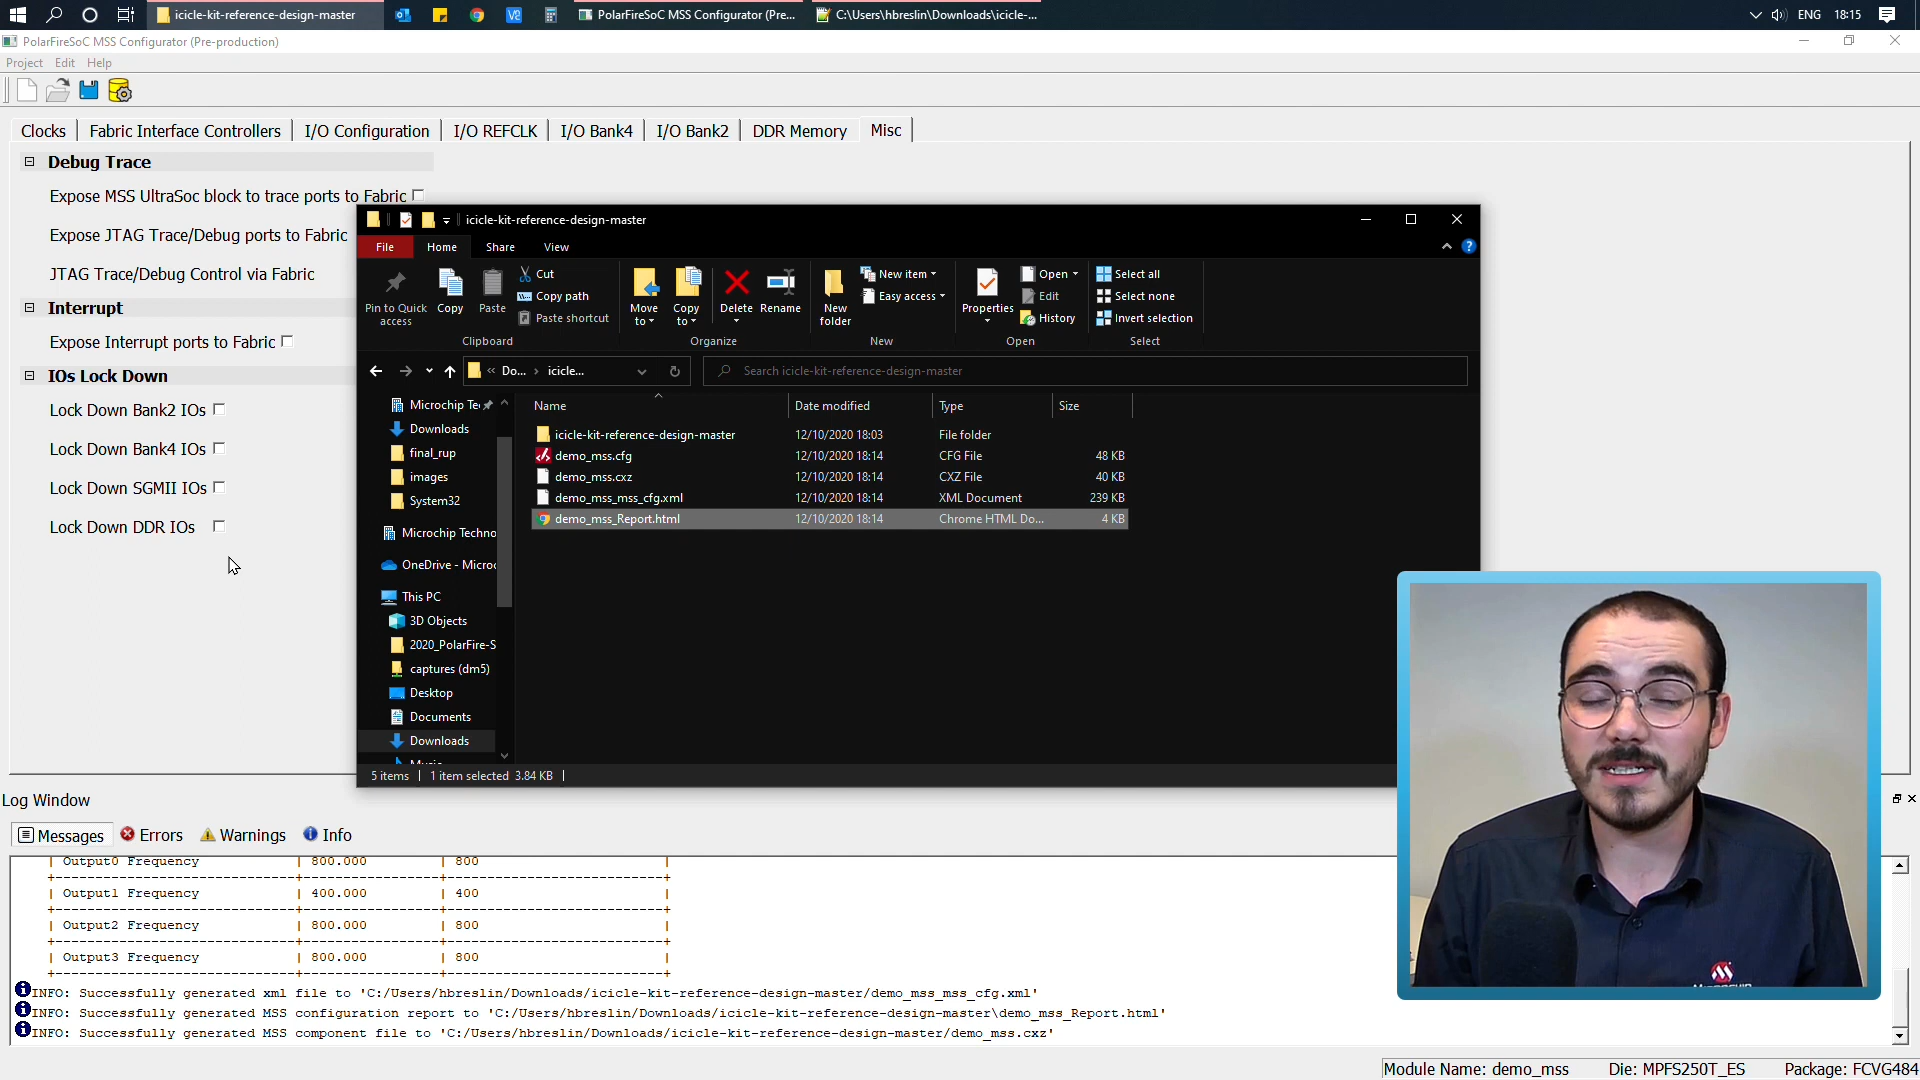 icicle-kit-reference-design-master
PolarFireSoC MSS Configurator (Pre...
C:\Users\hbreslin\Downloads\icicle-...
ENG
18:15
PolarFireSoC MSS Configurator (Pre-production)
Project
Edit
Help
Clocks
Fabric Interface Controllers
I/O Configuration
I/O REFCLK
I/O Bank4
I/O Bank2
DDR Memory
Misc
Debug Trace
Expose MSS UltraSoc block to trace ports to Fabric
Expose JTAG Trace/Debug ports to Fabric
JTAG Trace/Debug Control via Fabric
Interrupt
Expose Interrupt ports to Fabric
IOs Lock Down
Lock Down Bank2 IOs
Lock Down Bank4 IOs
Lock Down SGMII IOs
Lock Down DDR IOs
icicle-kit-reference-design-master
File
Home
Share
View
Pin to Quick access
Copy
Paste
Cut
Copy path
Paste shortcut
Clipboard
Move to
Copy to
Delete
Rename
Organize
New folder
New item
Easy access
New
Properties
Open
Edit
History
Open
Select all
Select none
Invert selection
Select
« Do... › icicle...
Search icicle-kit-reference-design-master
Microchip Te
Downloads
final_rup
images
System32
Microchip Techno
OneDrive - Microc
This PC
3D Objects
2020_PolarFire-S
captures (dm5)
Desktop
Documents
Downloads
Name Date modified Type Size
icicle-kit-reference-design-master 12/10/2020 18:03 File folder
demo_mss.cfg 12/10/2020 18:14 CFG File 48 KB
demo_mss.cxz 12/10/2020 18:14 CXZ File 40 KB
demo_mss_mss_cfg.xml 12/10/2020 18:14 XML Document 239 KB
demo_mss_Report.html 12/10/2020 18:14 Chrome HTML Do... 4 KB
5 items | 1 item selected 3.84 KB |
Log Window
Messages
Errors
Warnings
Info
| Output0 Frequency | 800.000 | 800 |
| Output1 Frequency | 400.000 | 400 |
| Output2 Frequency | 800.000 | 800 |
| Output3 Frequency | 800.000 | 800 |
INFO: Successfully generated xml file to 'C:/Users/hbreslin/Downloads/icicle-kit-reference-design-master/demo_mss_mss_cfg.xml'
INFO: Successfully generated MSS configuration report to 'C:/Users/hbreslin/Downloads/icicle-kit-reference-design-master\demo_mss_Report.html'
INFO: Successfully generated MSS component file to 'C:/Users/hbreslin/Downloads/icicle-kit-reference-design-master/demo_mss.cxz'
Module Name: demo_mss
Die: MPFS250T_ES
Package: FCVG484